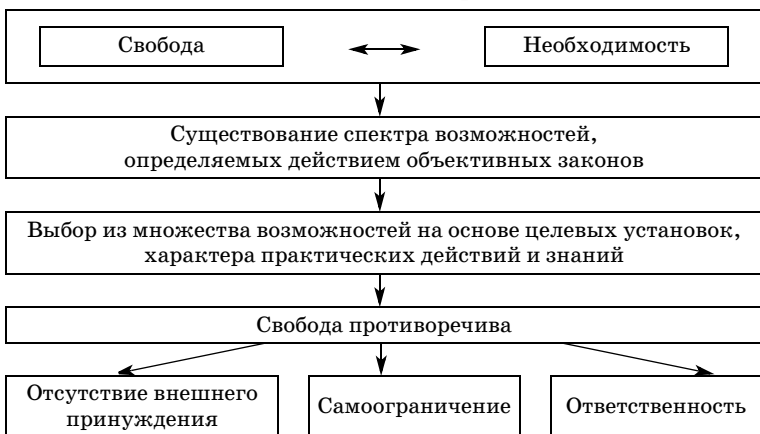 Свобода
Необходимость
Существование спектра возможностей,
определяемых действием объективных законов
Выбор из множества возможностей на основе целевых установок,
характера практических действий и знаний
Свобода противоречива
Отсутствие внешнего
принуждения
Самоограничение
Ответственность